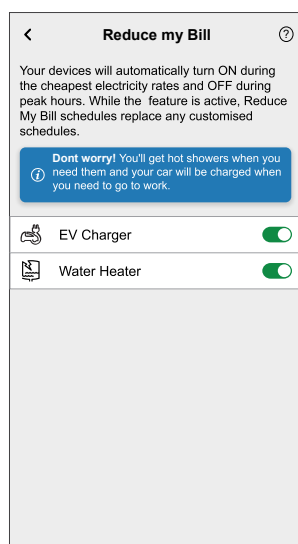 Reduce my Bill
Your devices will automatically turn ON during
the cheapest electricity rates and OFF during
peak hours. While the feature is active, Reduce
My Bill schedules replace any customised
schedules.
Dont worry! You'll get hot showers when you
need them and your car will be charged when
you need to go to work.
EV Charger
Water Heater